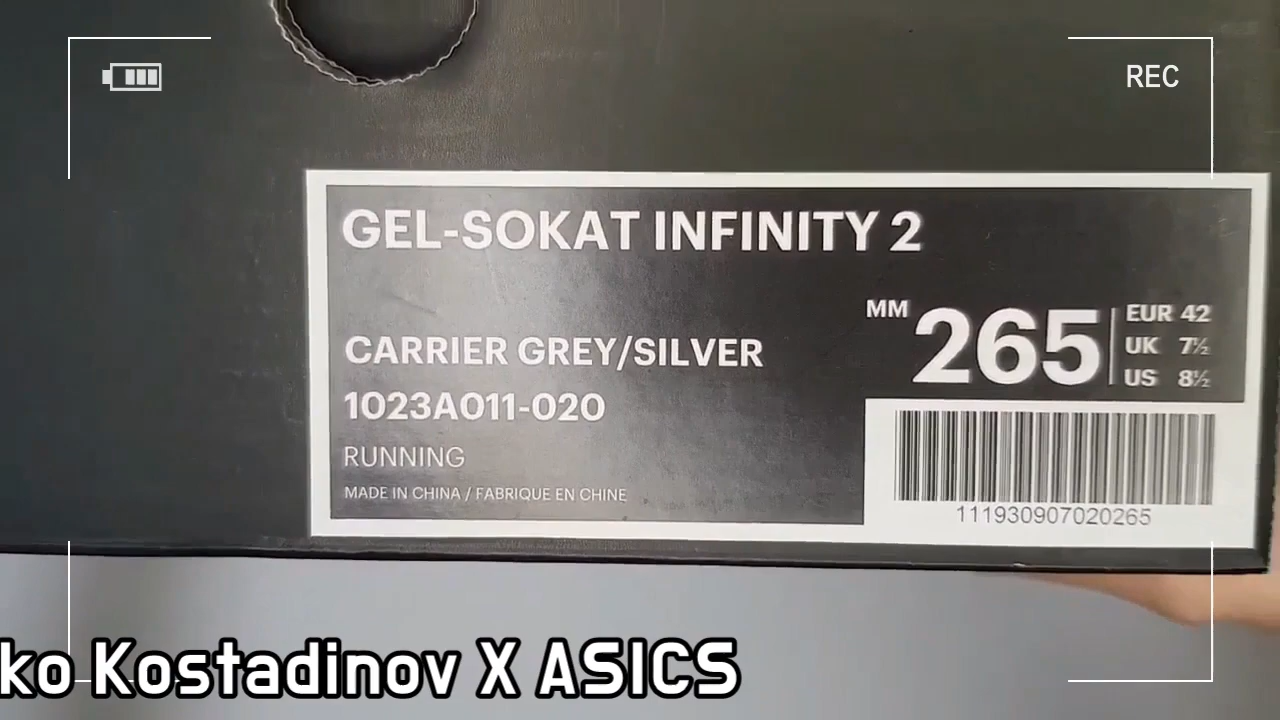 REC
GEL-SOKAT INFINITY 2
MM 265
EUR 42
UK 7½
US 8½
CARRIER GREY/SILVER
1023A011-020
RUNNING
MADE IN CHINA / FABRIQUE EN CHINE
111930907020265
ko Kostadinov X ASICS